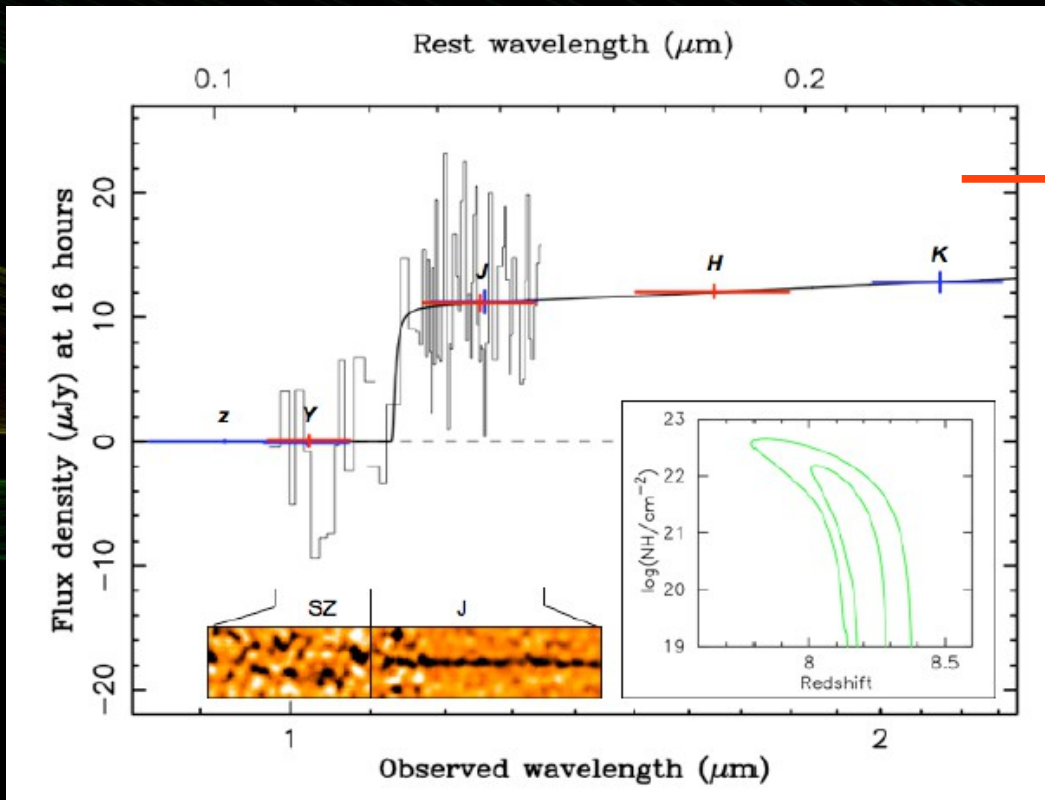 Rest wavelength (μm)
0.1 0.2
Flux density (μJy) at 16 hours
20
10
0
−10
−20
z Y J H K
SZ J
log(NH/cm⁻²)
23
22
21
20
19
8 8.5
Redshift
1 2
Observed wavelength (μm)